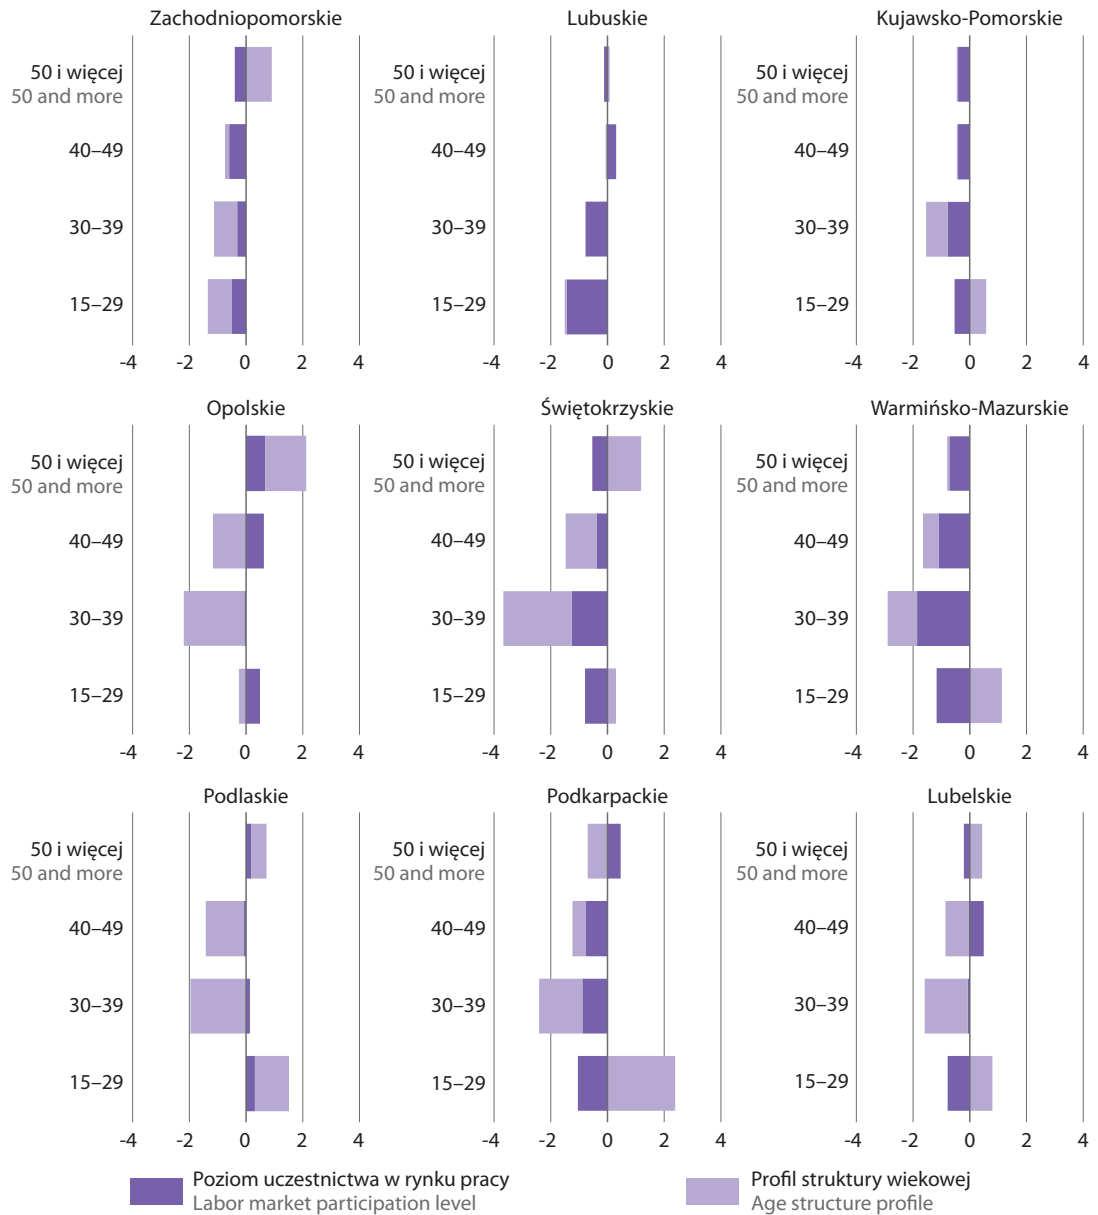 Zachodniopomorskie
50 i więcej
50 and more
40–49
30–39
15–29
-4 -2 0 2 4
Lubuskie
50 i więcej
50 and more
40–49
30–39
15–29
-4 -2 0 2 4
Kujawsko-Pomorskie
50 i więcej
50 and more
40–49
30–39
15–29
-4 -2 0 2 4
Opolskie
50 i więcej
50 and more
40–49
30–39
15–29
-4 -2 0 2 4
Świętokrzyskie
50 i więcej
50 and more
40–49
30–39
15–29
-4 -2 0 2 4
Warmińsko-Mazurskie
50 i więcej
50 and more
40–49
30–39
15–29
-4 -2 0 2 4
Podlaskie
50 i więcej
50 and more
40–49
30–39
15–29
-4 -2 0 2 4
Podkarpackie
50 i więcej
50 and more
40–49
30–39
15–29
-4 -2 0 2 4
Lubelskie
50 i więcej
50 and more
40–49
30–39
15–29
-4 -2 0 2 4
Poziom uczestnictwa w rynku pracy
Labor market participation level
Profil struktury wiekowej
Age structure profile